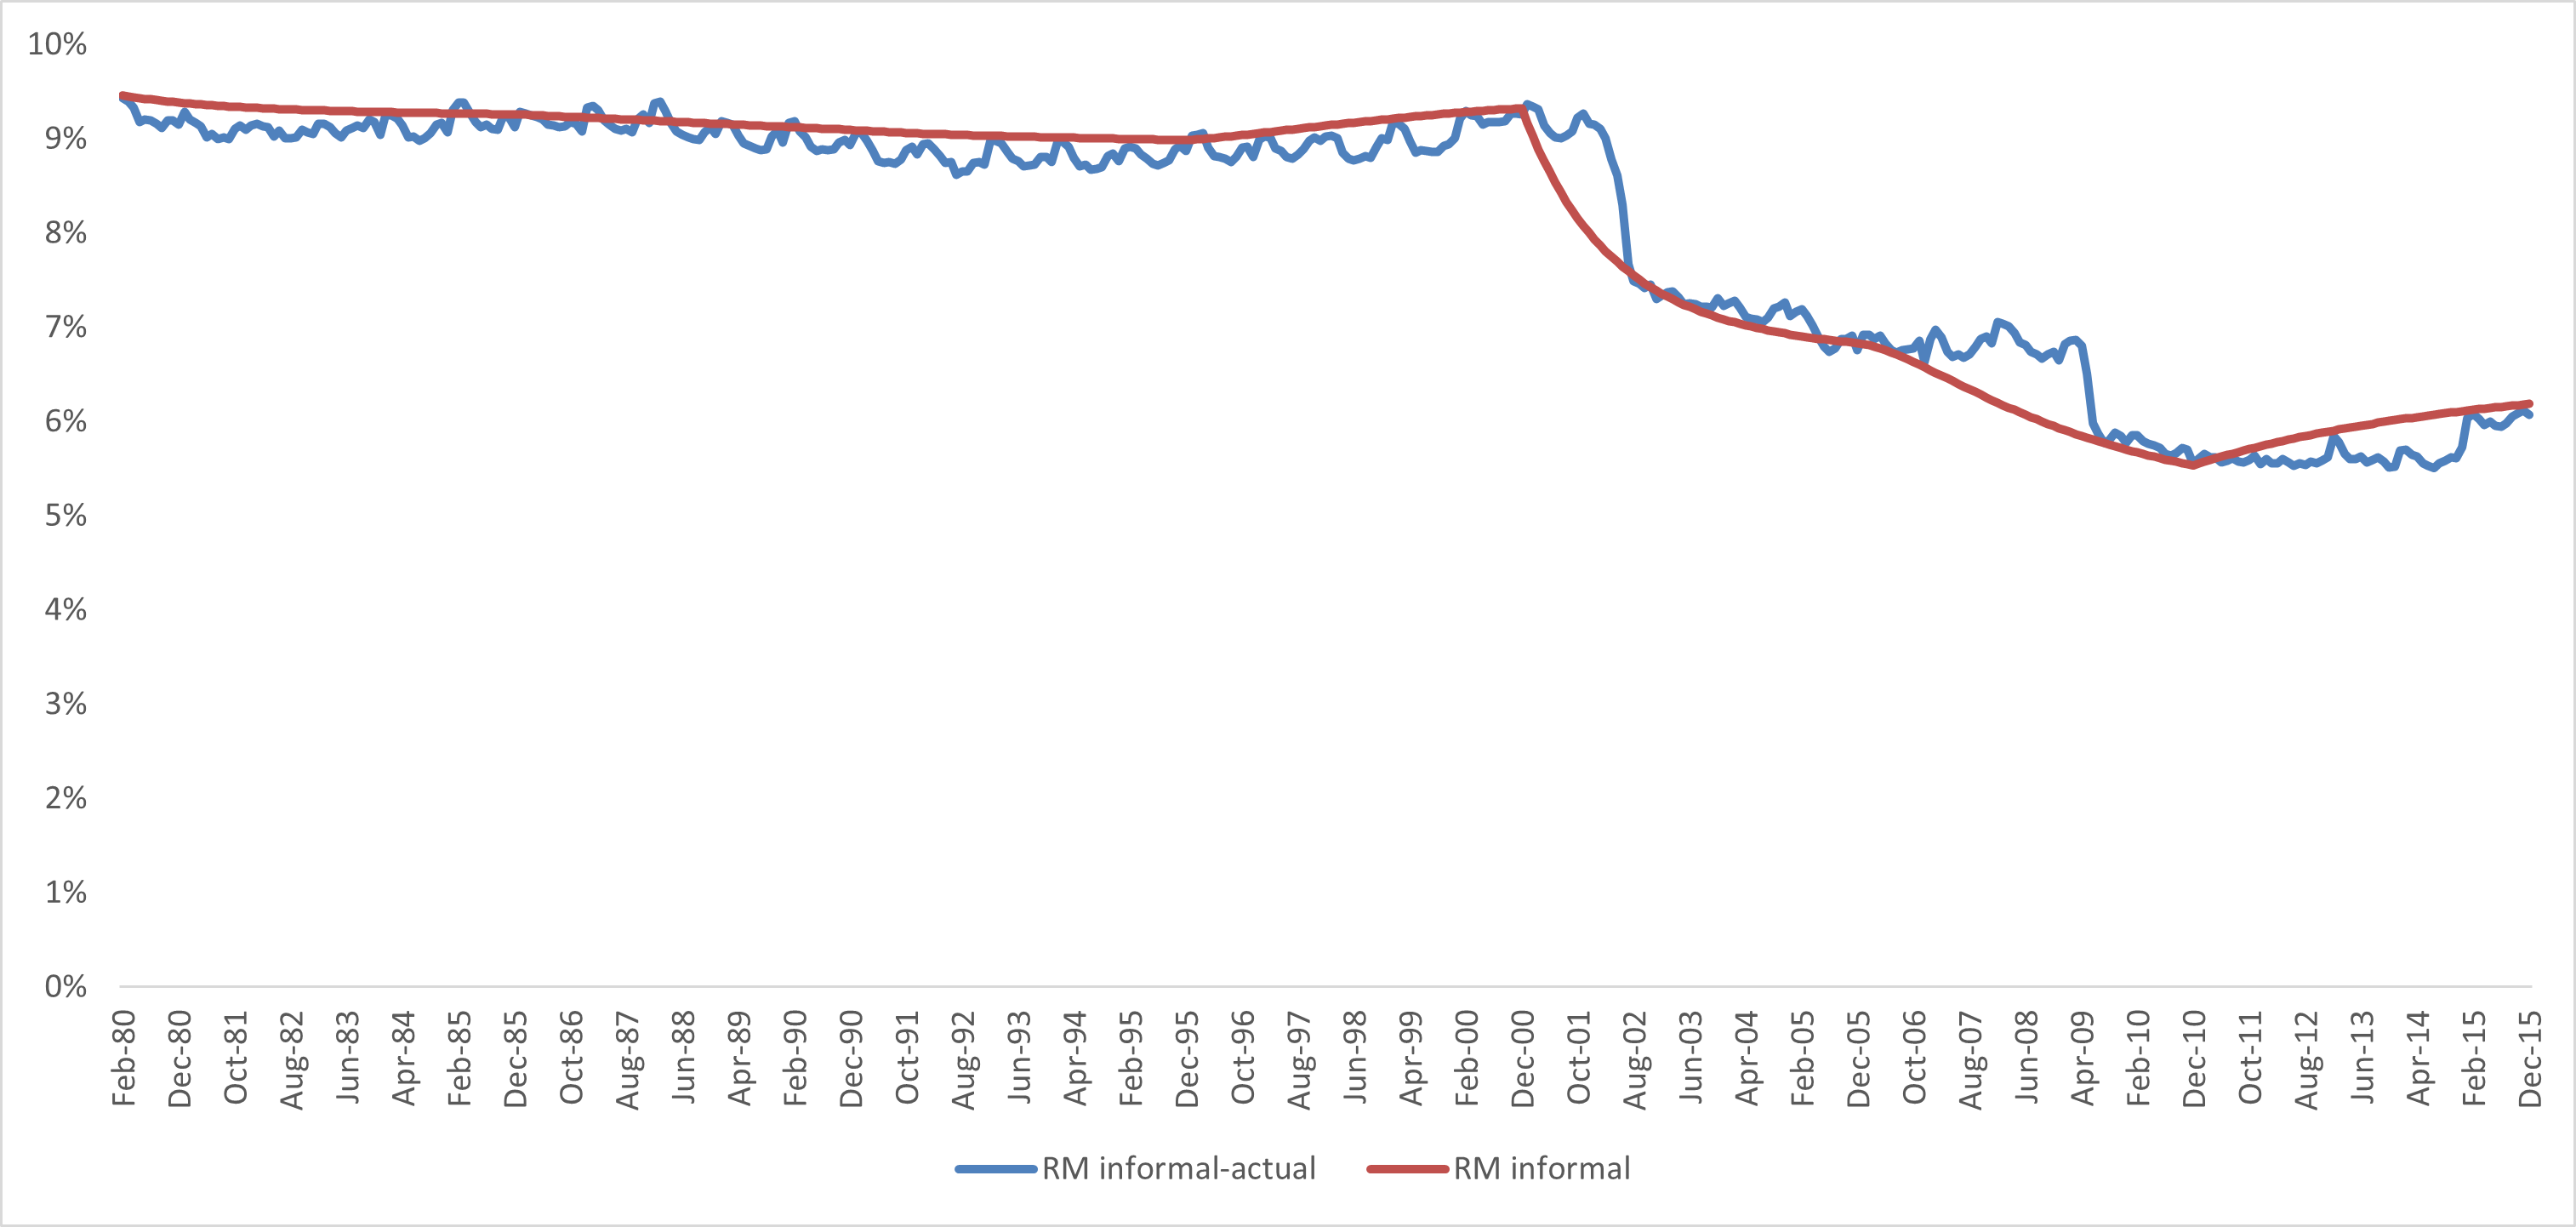 10%
9%
8%
7%
6%
5%
4%
3%
2%
1%
0%
Feb-80
Dec-80
Oct-81
Aug-82
Jun-83
Apr-84
Feb-85
Dec-85
Oct-86
Aug-87
Jun-88
Apr-89
Feb-90
Dec-90
Oct-91
Aug-92
Jun-93
Apr-94
Feb-95
Dec-95
Oct-96
Aug-97
Jun-98
Apr-99
Feb-00
Dec-00
Oct-01
Aug-02
Jun-03
Apr-04
Feb-05
Dec-05
Oct-06
Aug-07
Jun-08
Apr-09
Feb-10
Dec-10
Oct-11
Aug-12
Jun-13
Apr-14
Feb-15
Dec-15
RM informal-actual
RM informal